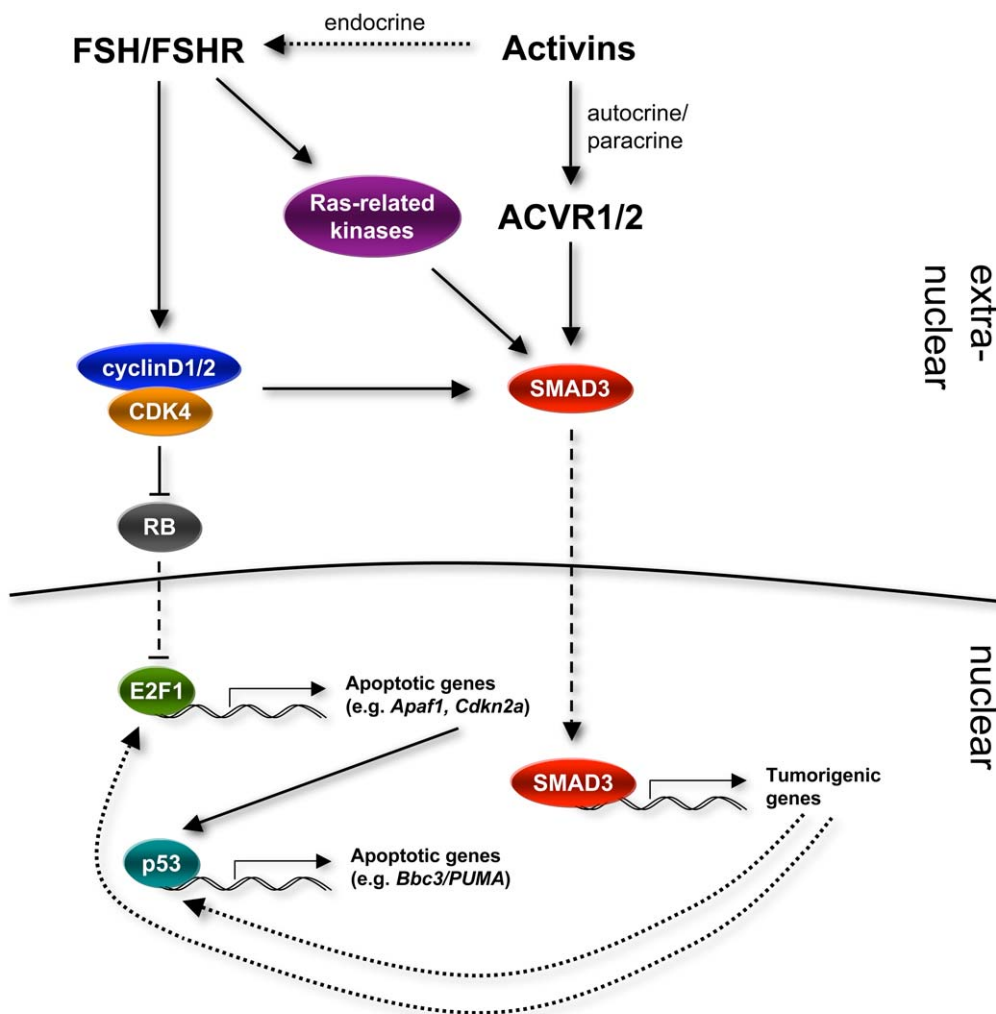 endocrine
FSH/FSHR
Activins
autocrine/
paracrine
Ras-related
kinases
ACVR1/2
extra-
nuclear
cyclinD1/2
CDK4
SMAD3
RB
nuclear
E2F1
Apoptotic genes
(e.g. Apaf1, Cdkn2a)
SMAD3
Tumorigenic
genes
p53
Apoptotic genes
(e.g. Bbc3/PUMA)